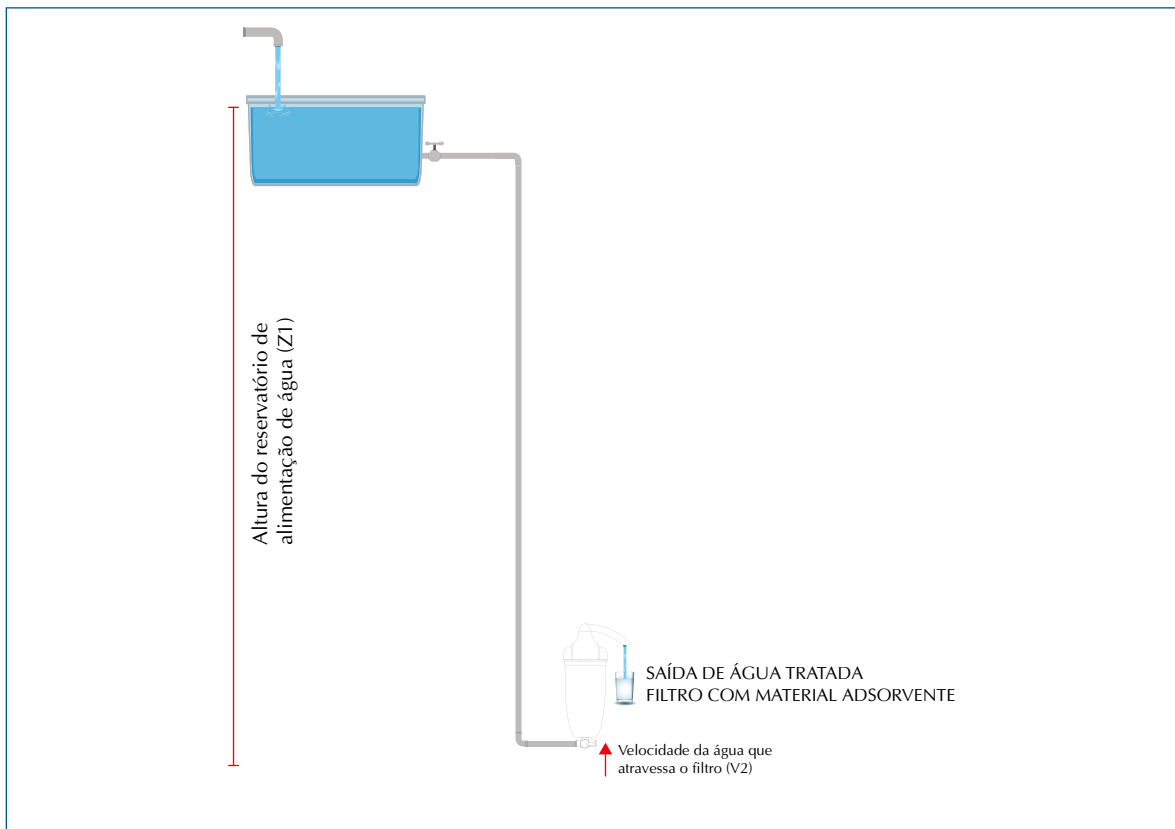 Altura do reservatório de
alimentação de água (Z1)
SAÍDA DE ÁGUA TRATADA
FILTRO COM MATERIAL ADSORVENTE
Velocidade da água que
atravessa o filtro (V2)